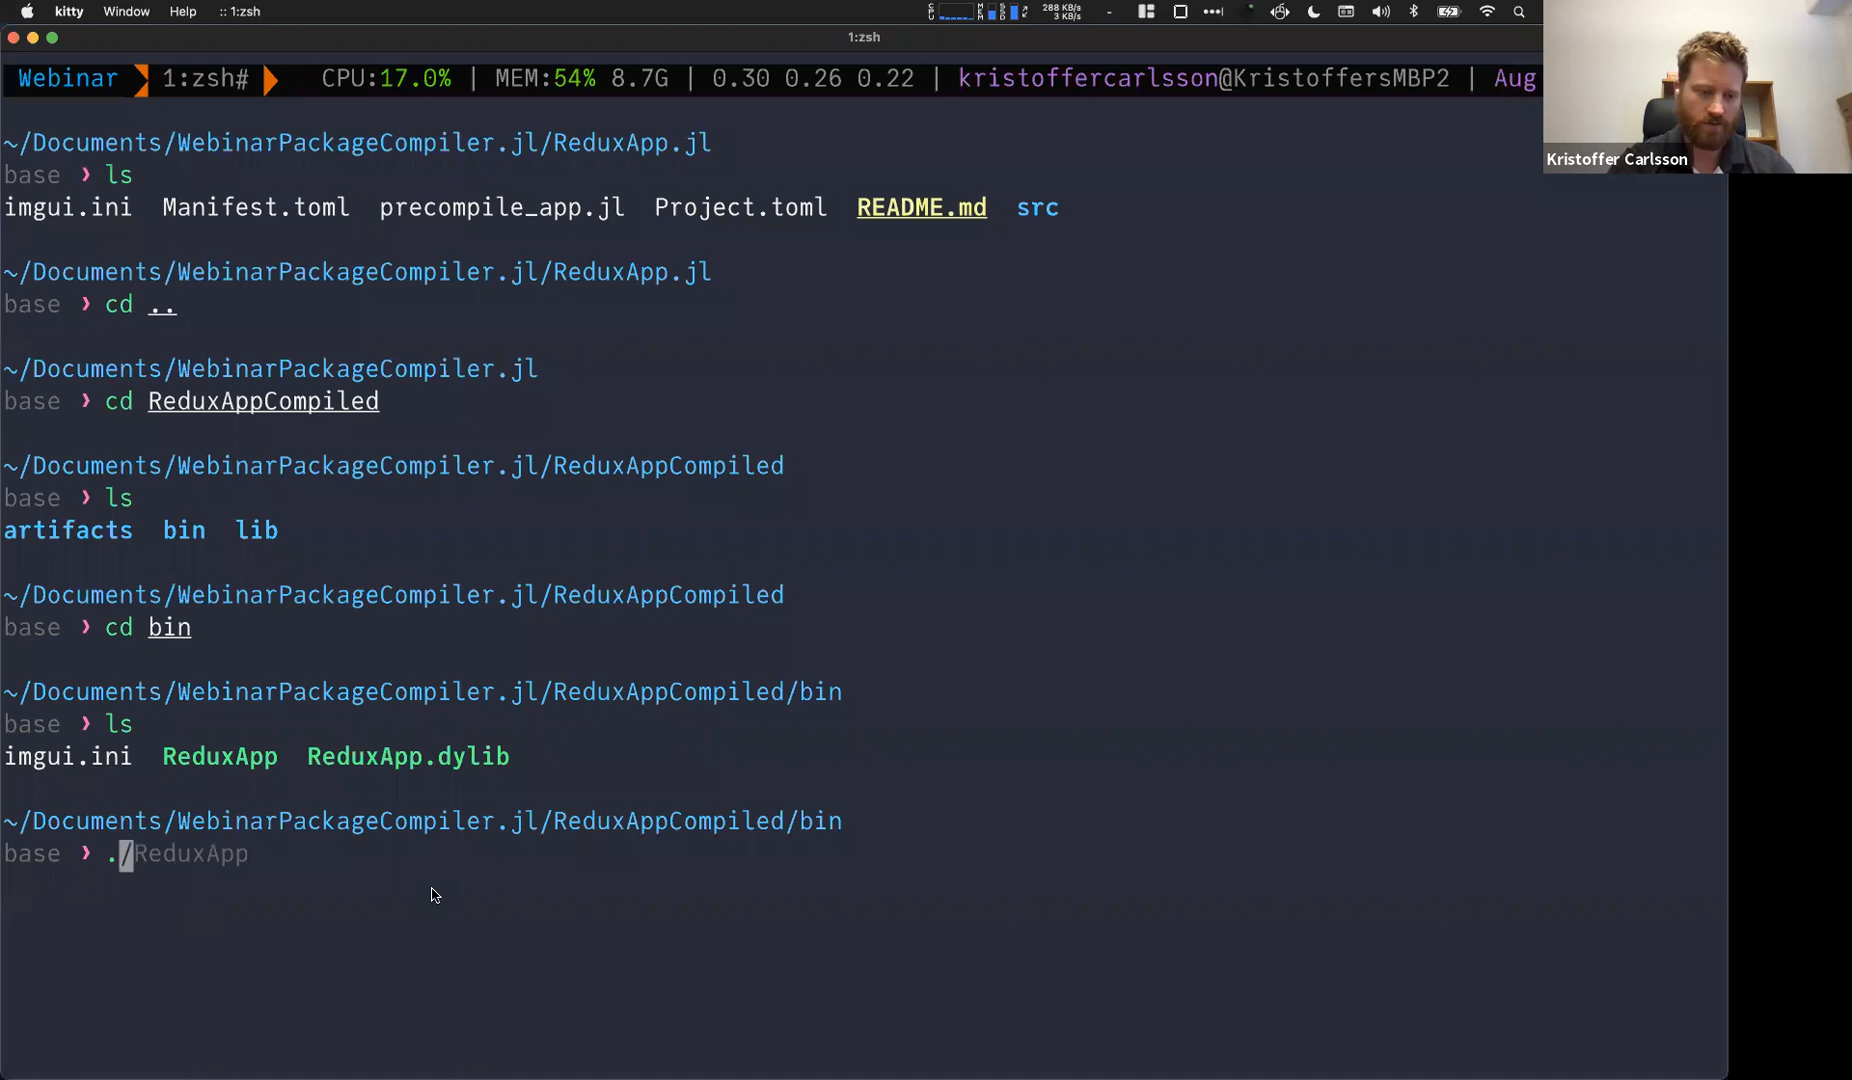 kitty Window Help :: 1:zsh
288 KB/s
3 KB/s
1:zsh
Webinar 1:zsh# CPU:17.0% | MEM:54% 8.7G | 0.30 0.26 0.22 | kristoffercarlsson@KristoffersMBP2 | Aug
Kristoffer Carlsson
~/Documents/WebinarPackageCompiler.jl/ReduxApp.jl
base ❯ ls
imgui.ini Manifest.toml precompile_app.jl Project.toml README.md src
~/Documents/WebinarPackageCompiler.jl/ReduxApp.jl
base ❯ cd ..
~/Documents/WebinarPackageCompiler.jl
base ❯ cd ReduxAppCompiled
~/Documents/WebinarPackageCompiler.jl/ReduxAppCompiled
base ❯ ls
artifacts bin lib
~/Documents/WebinarPackageCompiler.jl/ReduxAppCompiled
base ❯ cd bin
~/Documents/WebinarPackageCompiler.jl/ReduxAppCompiled/bin
base ❯ ls
imgui.ini ReduxApp ReduxApp.dylib
~/Documents/WebinarPackageCompiler.jl/ReduxAppCompiled/bin
base ❯ ./ReduxApp